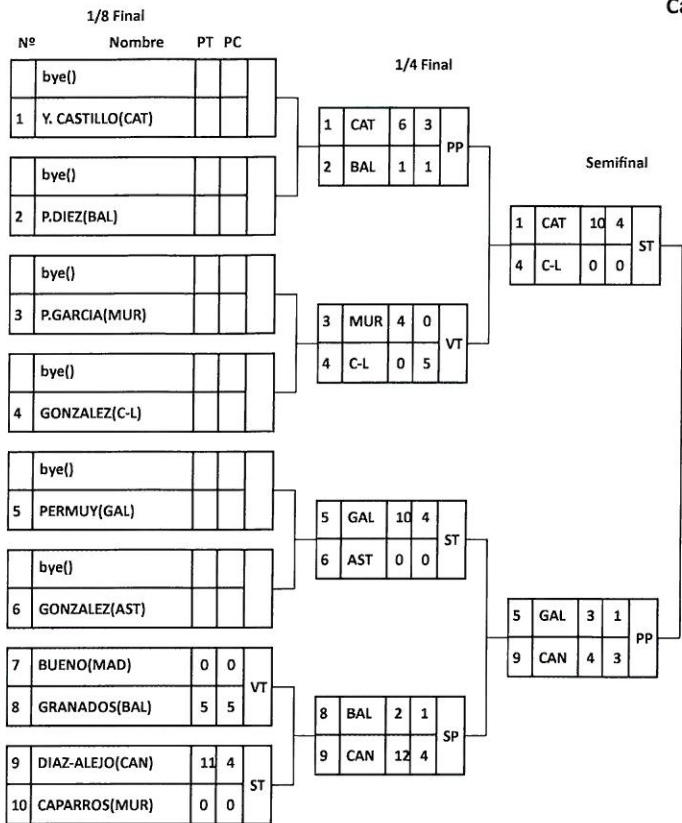 Ca
1/8 Final
Nº Nombre PT PC
1/4 Final
bye()
1 Y. CASTILLO(CAT)
1 CAT 6 3 PP
2 BAL 1 1
bye()
2 P.DIEZ(BAL)
Semifinal
1 CAT 10 4 ST
4 C-L 0 0
bye()
3 P.GARCIA(MUR)
3 MUR 4 0 VT
4 C-L 0 5
bye()
4 GONZALEZ(C-L)
bye()
5 PERMUY(GAL)
5 GAL 10 4 ST
6 AST 0 0
bye()
6 GONZALEZ(AST)
5 GAL 3 1 PP
9 CAN 4 3
7 BUENO(MAD) 0 0 VT
8 GRANADOS(BAL) 5 5
8 BAL 2 1 SP
9 CAN 12 4
9 DIAZ-ALEJO(CAN) 11 4 ST
10 CAPARROS(MUR) 0 0